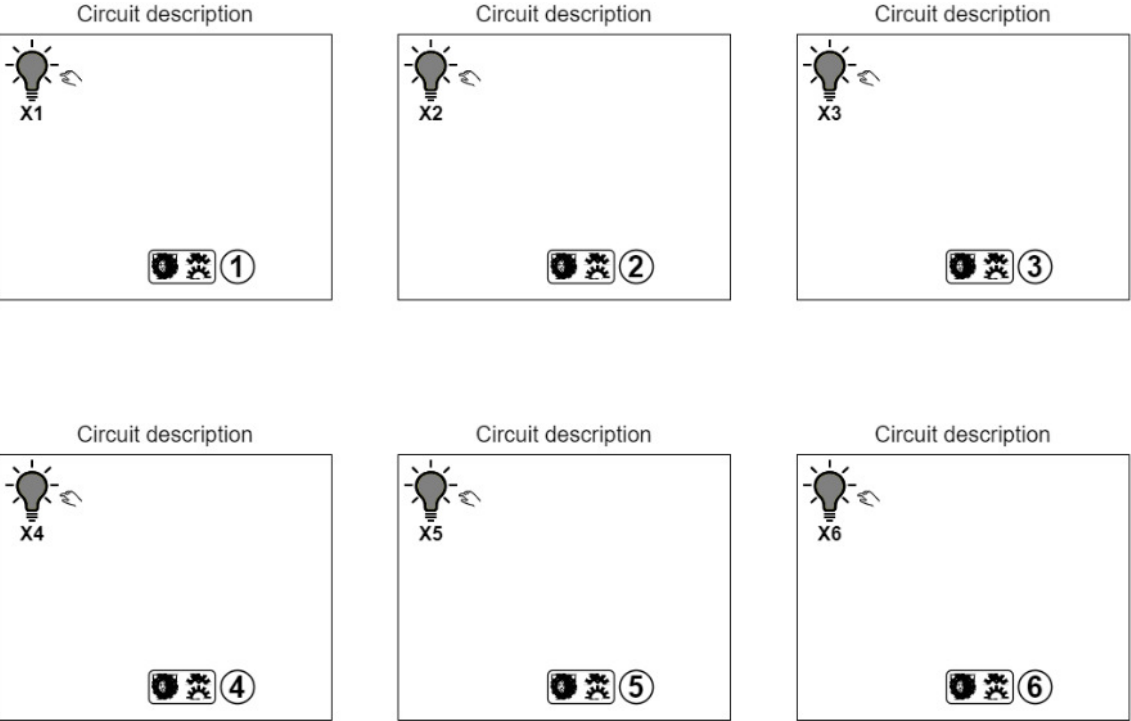 Circuit description Circuit description Circuit description
X1 X2 X3
1 2 3
Circuit description Circuit description Circuit description
X4 X5 X6
4 5 6